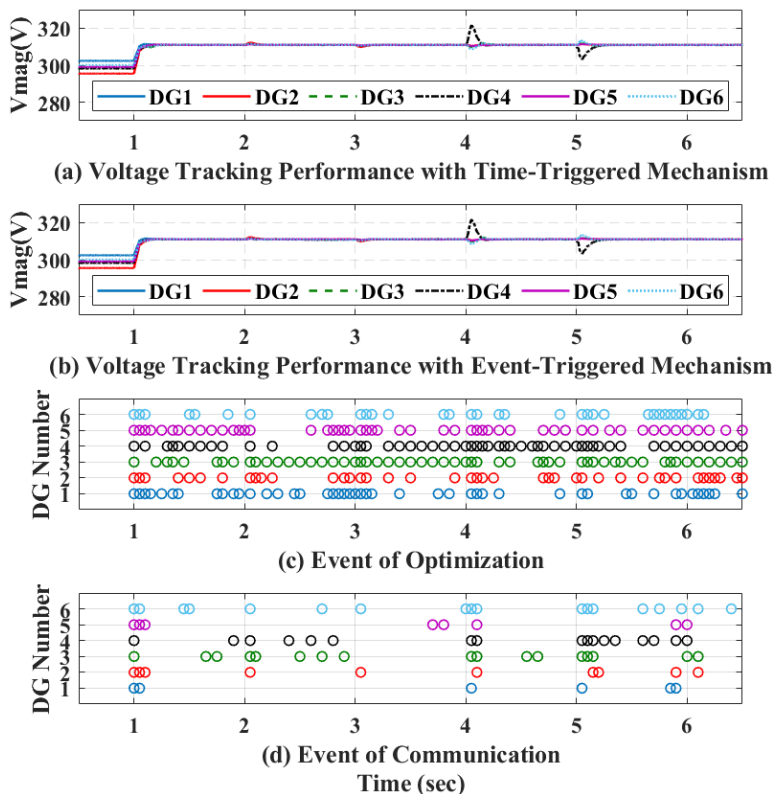 320
300
280
Vmag(V)
DG1 DG2 DG3 DG4 DG5 DG6
1 2 3 4 5 6
(a) Voltage Tracking Performance with Time-Triggered Mechanism
320
300
280
Vmag(V)
DG1 DG2 DG3 DG4 DG5 DG6
1 2 3 4 5 6
(b) Voltage Tracking Performance with Event-Triggered Mechanism
DG Number
6
5
4
3
2
1
1 2 3 4 5 6
(c) Event of Optimization
DG Number
6
5
4
3
2
1
1 2 3 4 5 6
(d) Event of Communication
Time (sec)